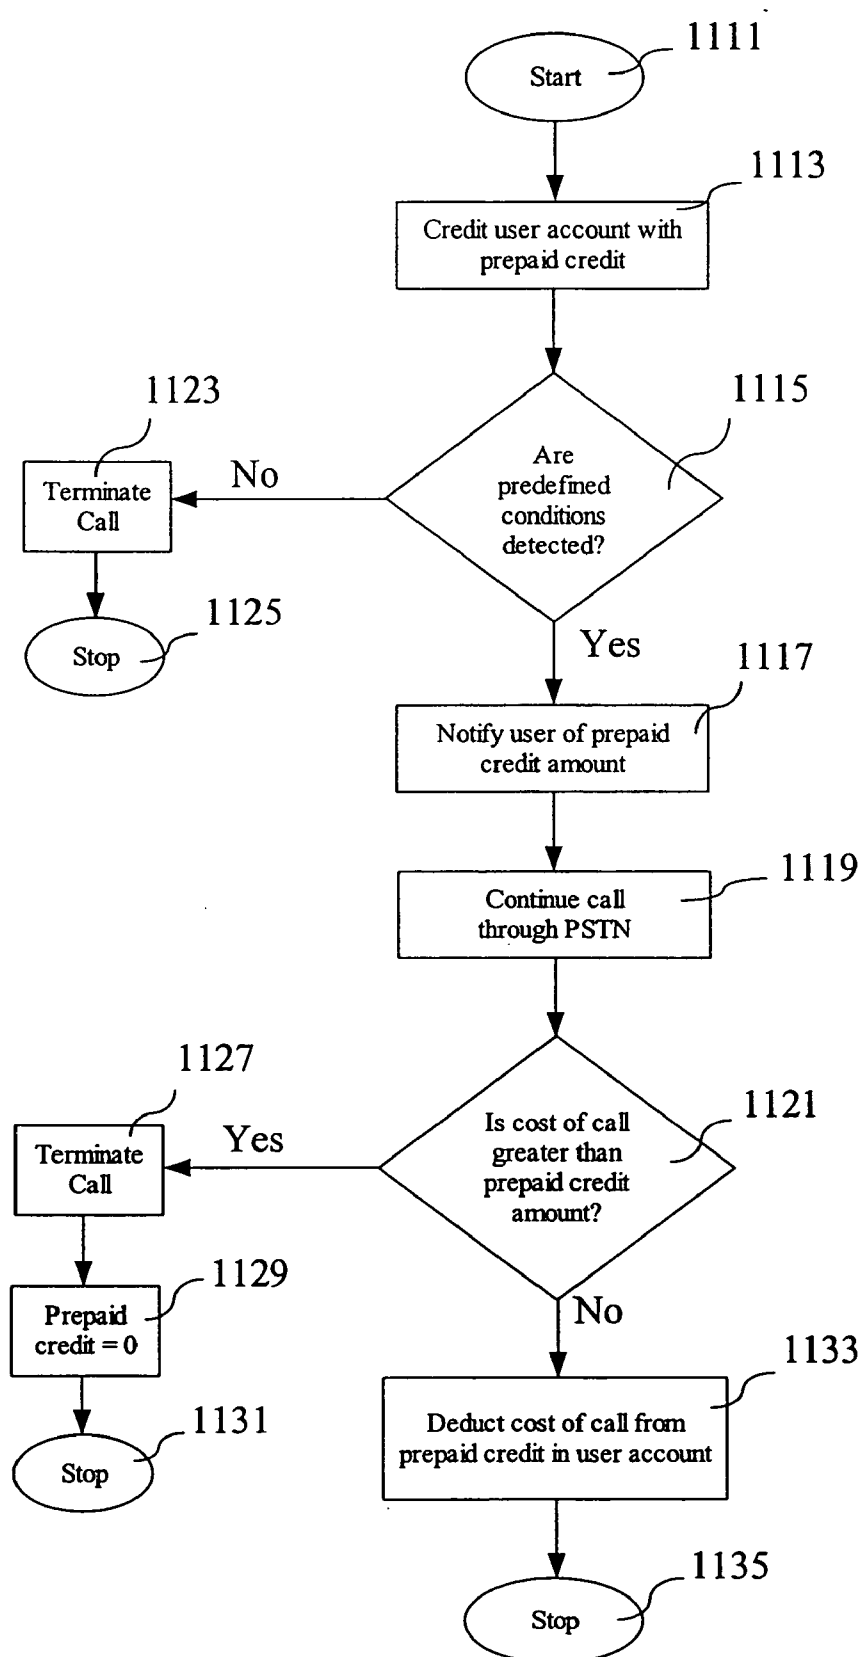 1111
Start
1113
Credit user account with
prepaid credit
1123
1115
Terminate
Call
No
Are
predefined
conditions
detected?
1125
Stop
Yes
1117
Notify user of prepaid
credit amount
1119
Continue call
through PSTN
1127
1121
Terminate
Call
Yes
Is cost of call
greater than
prepaid credit
amount?
1129
Prepaid
credit = 0
No
1133
1131
Stop
Deduct cost of call from
prepaid credit in user account
1135
Stop